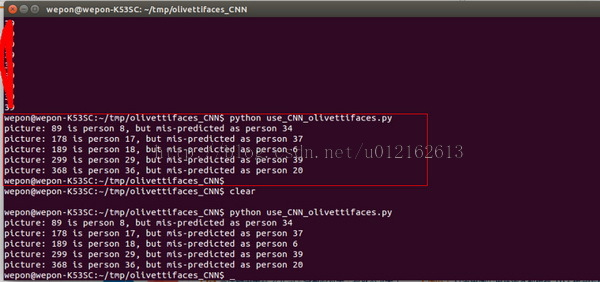 wepon@wepon-K53SC: ~/tmp/olivettifaces_CNN
39
wepon@wepon-K53SC:~/tmp/olivettifaces_CNN$ python use_CNN_olivettifaces.py
picture: 89 is person 8, but mis-predicted as person 34
picture: 178 is person 17, but mis-predicted as person 37
picture: 189 is person 18, but mis-predicted as person 6
picture: 299 is person 29, but mis-predicted as person 39
picture: 368 is person 36, but mis-predicted as person 20
wepon@wepon-K53SC:~/tmp/olivettifaces_CNN$
wepon@wepon-K53SC:~/tmp/olivettifaces_CNN$ clear
wepon@wepon-K53SC:~/tmp/olivettifaces_CNN$ python use_CNN_olivettifaces.py
picture: 89 is person 8, but mis-predicted as person 34
picture: 178 is person 17, but mis-predicted as person 37
picture: 189 is person 18, but mis-predicted as person 6
picture: 299 is person 29, but mis-predicted as person 39
picture: 368 is person 36, but mis-predicted as person 20
wepon@wepon-K53SC:~/tmp/olivettifaces_CNN$
http://blog.csdn.net/u012162613